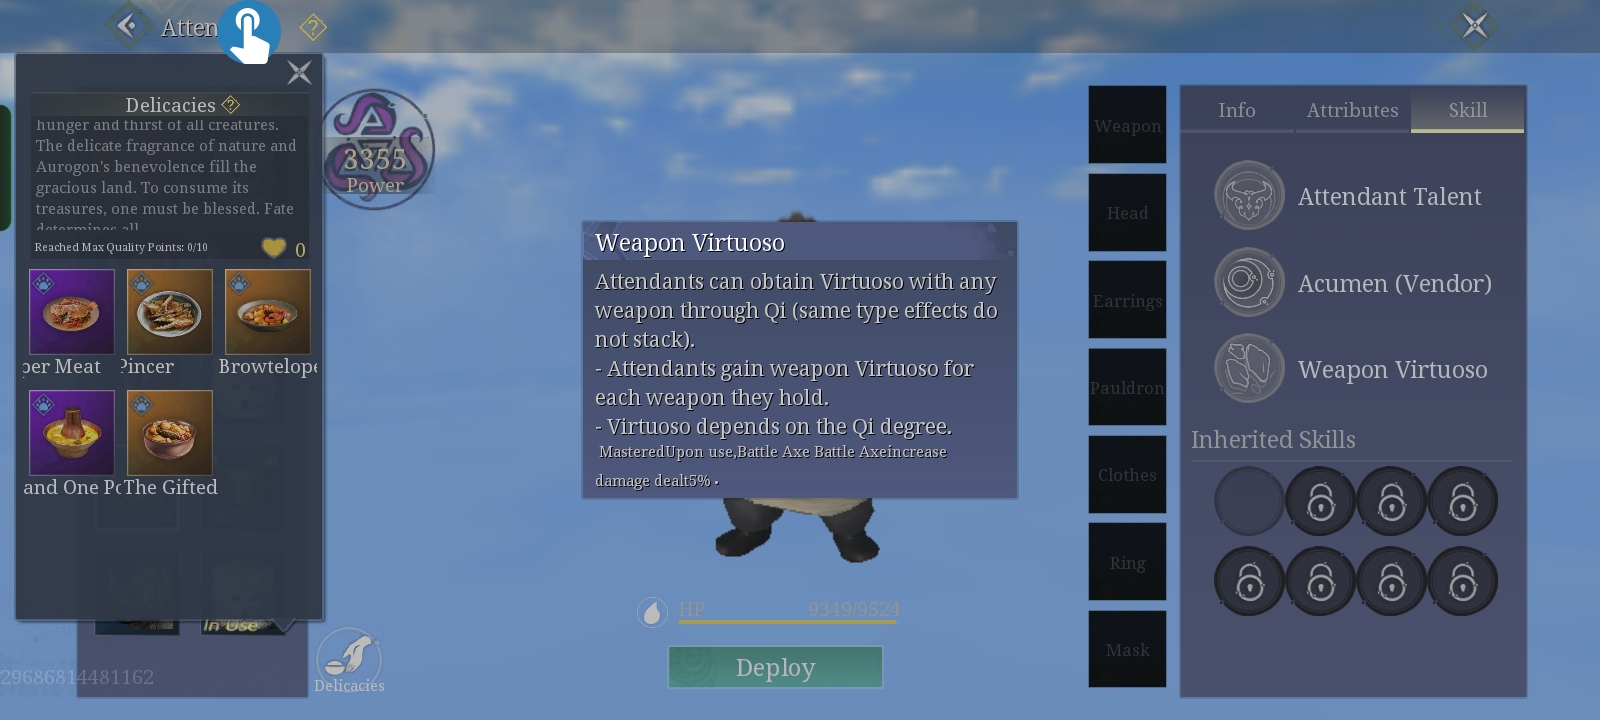 Atten
Delicacies
hunger and thirst of all creatures.
The delicate fragrance of nature and
Aurogon's benevolence fill the
gracious land. To consume its
treasures, one must be blessed. Fate
determines all
Reached Max Quality Points: 0/10
0
per Meat
Pincer
Browtelope
and One Po
The Gifted
In Use
29686814481162
Delicacies
3355
Power
Weapon Virtuoso
Attendants can obtain Virtuoso with any
weapon through Qi (same type effects do
not stack).
- Attendants gain weapon Virtuoso for
each weapon they hold.
- Virtuoso depends on the Qi degree.
MasteredUpon use,Battle Axe Battle Axeincrease
damage dealt5% ·
HP 9349/9524
Deploy
Weapon
Head
Earrings
Pauldron
Clothes
Ring
Mask
Info Attributes Skill
Attendant Talent
Acumen (Vendor)
Weapon Virtuoso
Inherited Skills